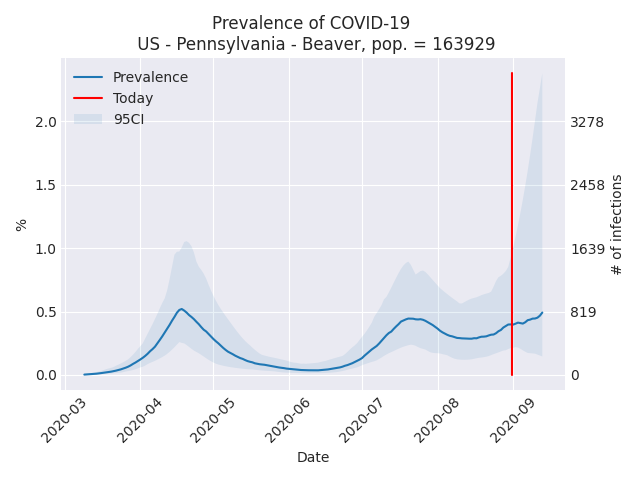 Prevalence of COVID-19
US - Pennsylvania - Beaver, pop. = 163929
Prevalence
Today
95CI
2.0
1.5
1.0
0.5
0.0
%
3278
2458
1639
819
0
# of infections
2020-03
2020-04
2020-05
2020-06
2020-07
2020-08
2020-09
Date